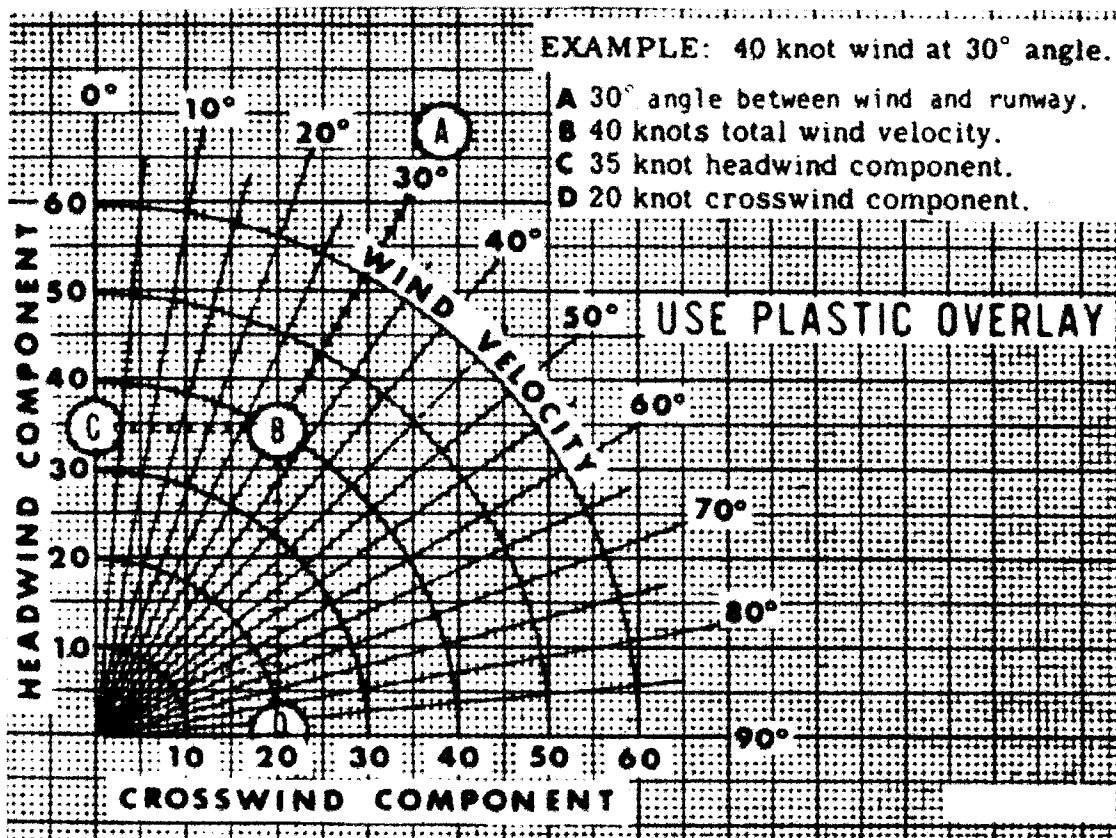 EXAMPLE: 40 knot wind at 30° angle.
A 30° angle between wind and runway.
B 40 knots total wind velocity.
C 35 knot headwind component.
D 20 knot crosswind component.
0°
10°
20°
A
30°
40°
50°
USE PLASTIC OVERLAY
60°
70°
80°
90°
WIND VELOCITY
HEADWIND COMPONENT
60
50
40
C
B
30
20
10
D
10 20 30 40 50 60
CROSSWIND COMPONENT